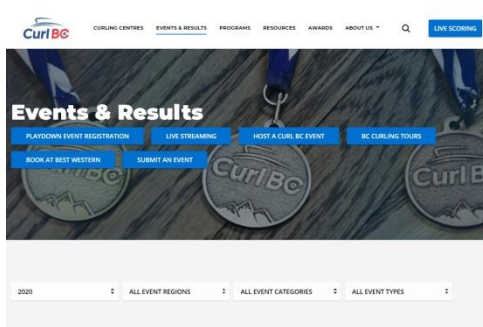 Curl BC
CURLING CENTRES EVENTS & RESULTS PROGRAMS RESOURCES AWARDS ABOUT US LIVE SCORING
Events & Results
PLAYDOWN EVENT REGISTRATION LIVE STREAMING HOST A CURL BC EVENT BC CURLING TOURS
BOOK AT BEST WESTERN SUBMIT AN EVENT
Curl BC
Curl B
2020 ALL EVENT REGIONS ALL EVENT CATEGORIES ALL EVENT TYPES